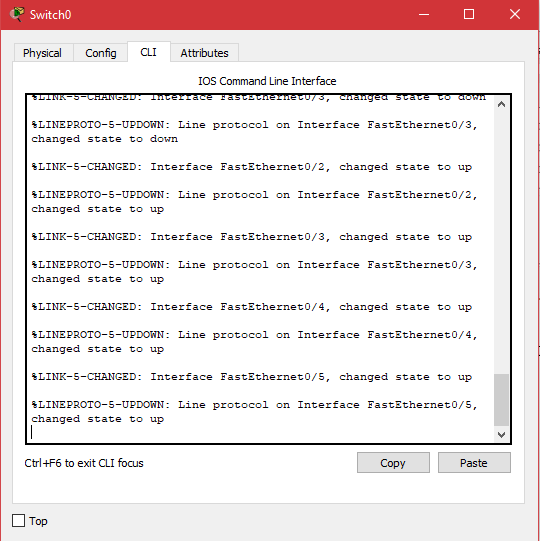 Switch0
Physical Config CLI Attributes
IOS Command Line Interface
%LINK-5-CHANGED: Interface FastEthernet0/3, changed state to down
%LINEPROTO-5-UPDOWN: Line protocol on Interface FastEthernet0/3,
changed state to down
%LINK-5-CHANGED: Interface FastEthernet0/2, changed state to up
%LINEPROTO-5-UPDOWN: Line protocol on Interface FastEthernet0/2,
changed state to up
%LINK-5-CHANGED: Interface FastEthernet0/3, changed state to up
%LINEPROTO-5-UPDOWN: Line protocol on Interface FastEthernet0/3,
changed state to up
%LINK-5-CHANGED: Interface FastEthernet0/4, changed state to up
%LINEPROTO-5-UPDOWN: Line protocol on Interface FastEthernet0/4,
changed state to up
%LINK-5-CHANGED: Interface FastEthernet0/5, changed state to up
%LINEPROTO-5-UPDOWN: Line protocol on Interface FastEthernet0/5,
changed state to up
Ctrl+F6 to exit CLI focus
Copy Paste
Top